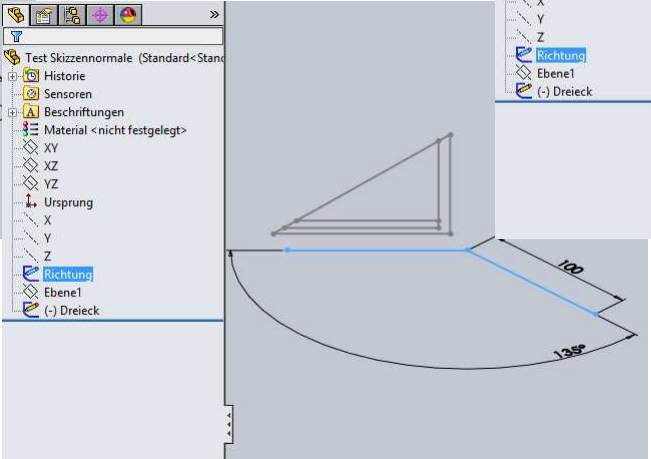 Test Skizzennormale (Standard<Stand
Historie
Sensoren
Beschriftungen
Material <nicht festgelegt>
XY
XZ
YZ
Ursprung
X
Y
Z
Richtung
Ebene1
(-) Dreieck
X
Y
Z
Richtung
Ebene1
(-) Dreieck
100
135°